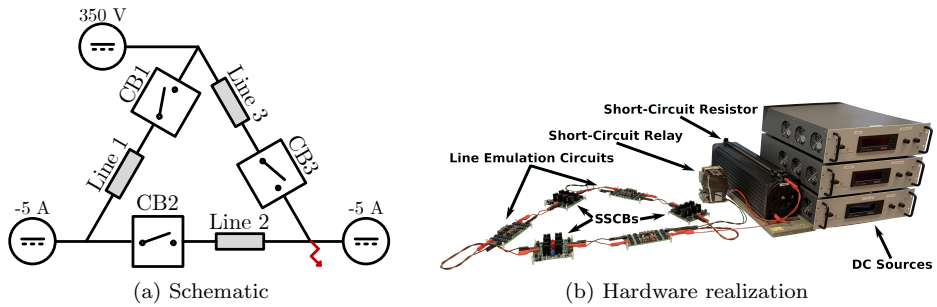 350 V
CB1
Line 3
Line 1
CB3
-5 A
CB2
Line 2
-5 A
(a) Schematic
Short-Circuit Resistor
Short-Circuit Relay
Line Emulation Circuits
SSCBs
DC Sources
(b) Hardware realization